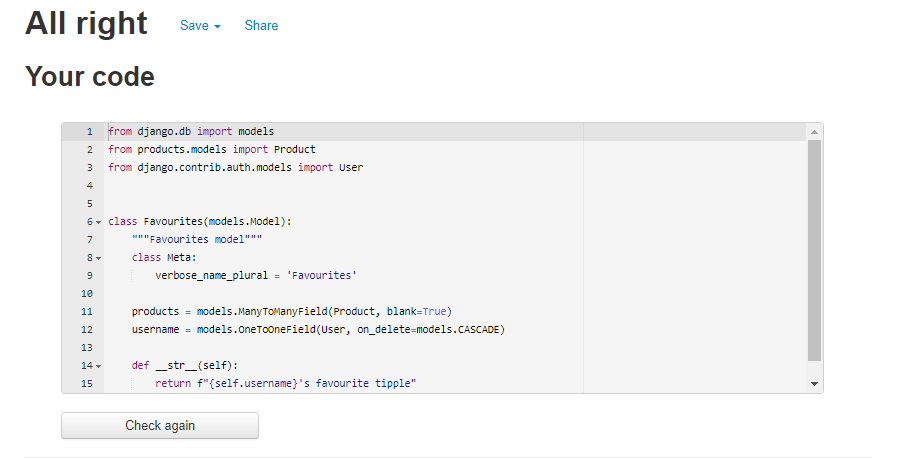 All right Save Share
Your code
1 from django.db import models
2 from products.models import Product
3 from django.contrib.auth.models import User
4
5
6 class Favourites(models.Model):
7     """Favourites model"""
8     class Meta:
9         verbose_name_plural = 'Favourites'
10
11     products = models.ManyToManyField(Product, blank=True)
12     username = models.OneToOneField(User, on_delete=models.CASCADE)
13
14     def __str__(self):
15         return f"{self.username}'s favourite tipple"
Check again